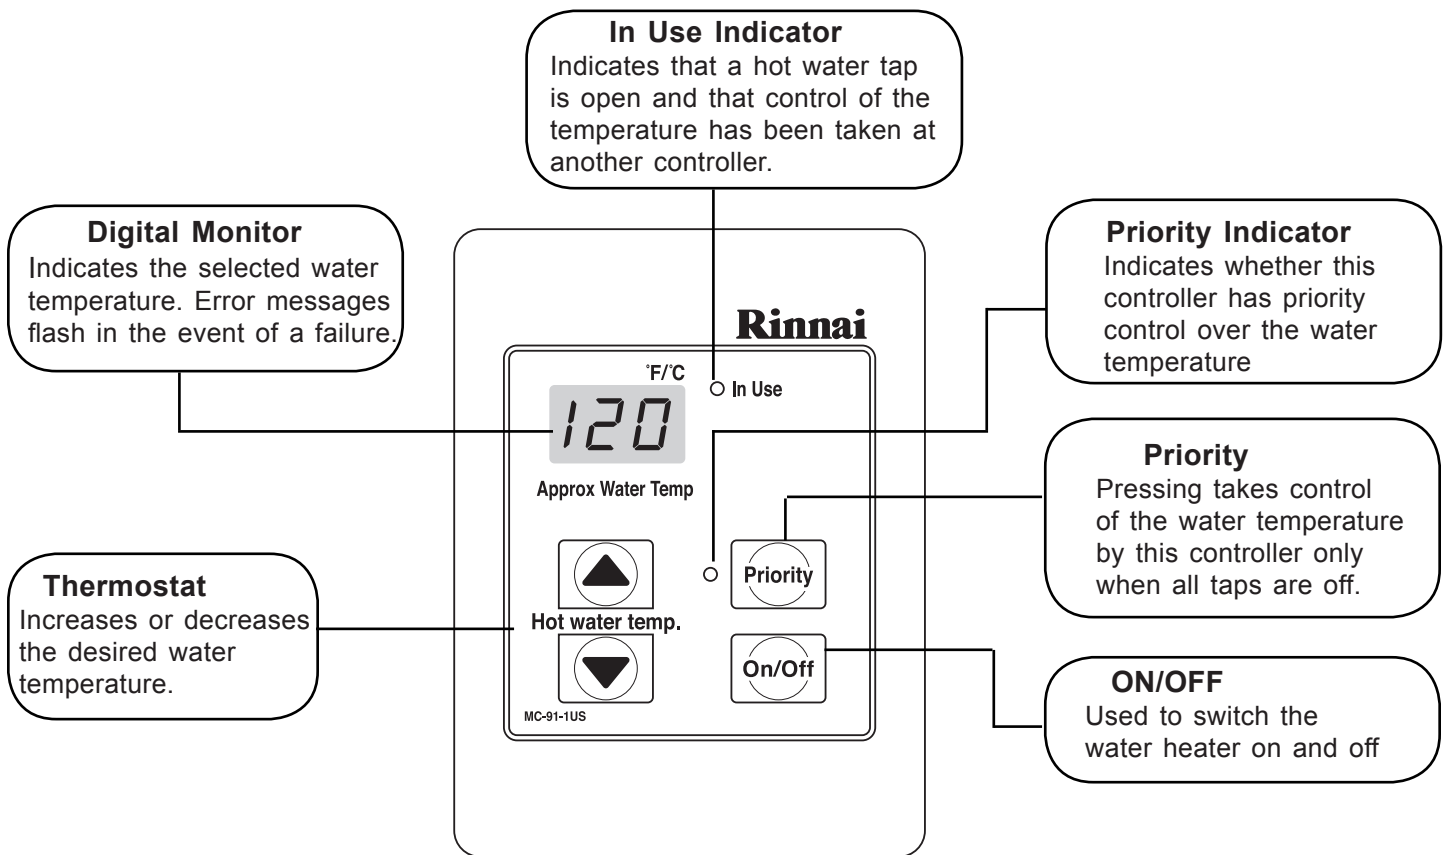 In Use Indicator
Indicates that a hot water tap
is open and that control of the
temperature has been taken at
another controller.
Digital Monitor
Indicates the selected water
temperature. Error messages
flash in the event of a failure.
Priority Indicator
Indicates whether this
controller has priority
control over the water
temperature
Rinnai
°F/°C
In Use
120
Approx Water Temp
Priority
Pressing takes control
of the water temperature
by this controller only
when all taps are off.
Thermostat
Increases or decreases
the desired water
temperature.
Priority
Hot water temp.
On/Off
MC-91-1US
ON/OFF
Used to switch the
water heater on and off